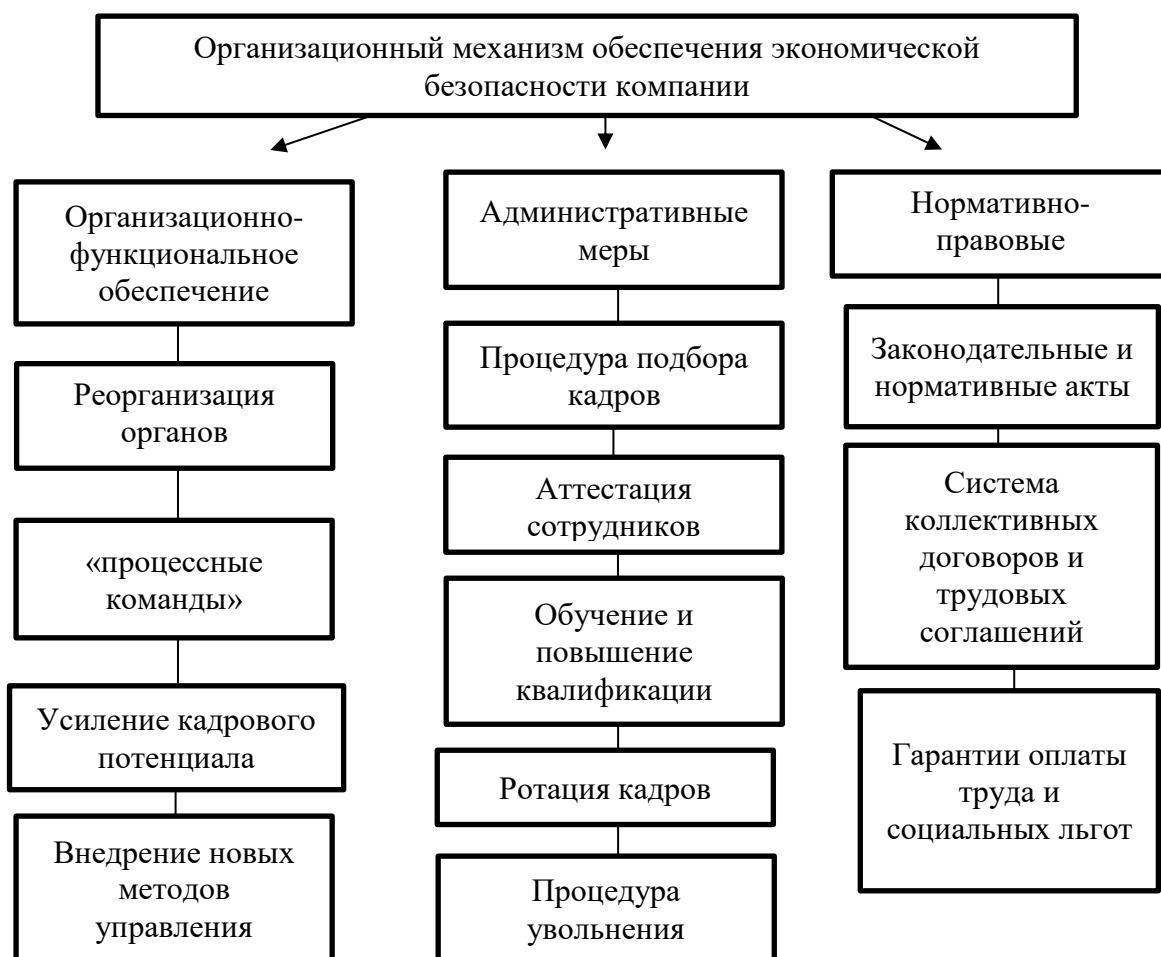 Организационный механизм обеспечения экономической
безопасности компании
Организационно-
функциональное
обеспечение
Реорганизация
органов
«процессные
команды»
Усиление кадрового
потенциала
Внедрение новых
методов
управления
Административные
меры
Процедура подбора
кадров
Аттестация
сотрудников
Обучение и
повышение
квалификации
Ротация кадров
Процедура
увольнения
Нормативно-
правовые
Законодательные и
нормативные акты
Система
коллективных
договоров и
трудовых
соглашений
Гарантии оплаты
труда и
социальных льгот